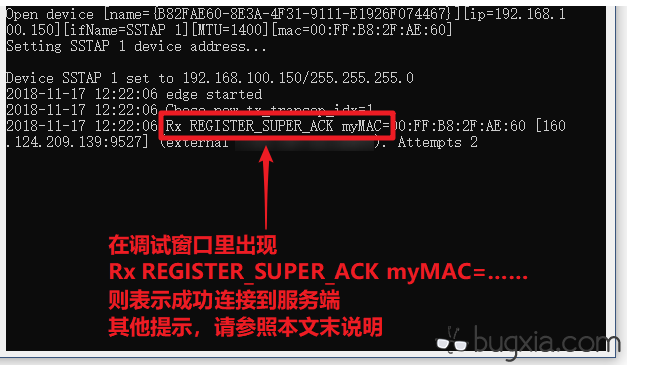 Open device [name={B82FAE60-8E3A-4F31-9111-E1926F074467}][ip=192.168.1
00.150][ifName=SSTAP 1][MTU=1400][mac=00:FF:B8:2F:AE:60]
Setting SSTAP 1 device address...
Device SSTAP 1 set to 192.168.100.150/255.255.255.0
2018-11-17 12:22:06 edge started
2018-11-17 12:22:06 Chose new tx_transop_idx=1
2018-11-17 12:22:06 Rx REGISTER_SUPER_ACK myMAC=00:FF:B8:2F:AE:60 [160
.124.209.139:9527] (external ). Attempts 2
在调试窗口里出现
Rx REGISTER_SUPER_ACK myMAC=……
则表示成功连接到服务端
其他提示，请参照本文末说明
bugxia.com